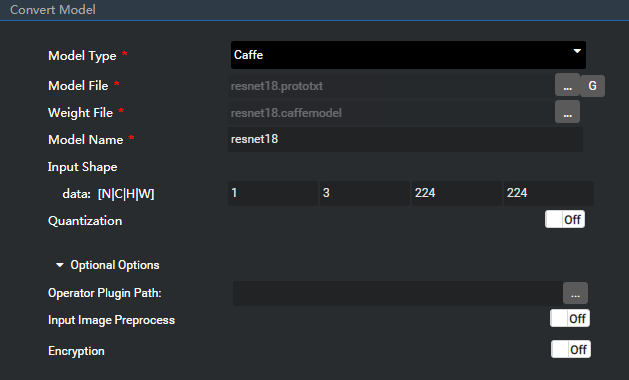 Convert Model
Model Type * Caffe
Model File * resnet18.prototxt ... G
Weight File * resnet18.caffemodel ...
Model Name * resnet18
Input Shape
data: [N|C|H|W] 1 3 224 224
Quantization Off
Optional Options
Operator Plugin Path: ...
Input Image Preprocess Off
Encryption Off